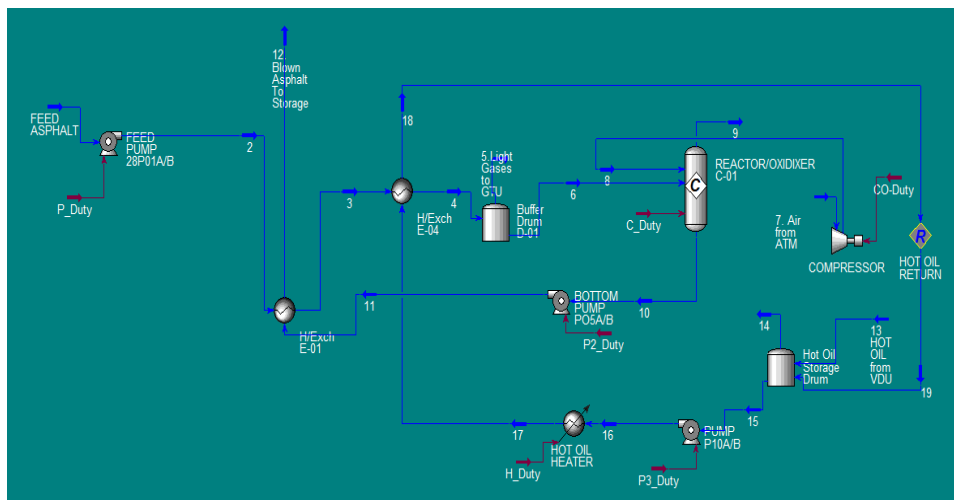 12
Blown
Asphalt
To
Storage
FEED
ASPHALT
FEED
PUMP
28P01A/B
P_Duty
2
3
18
H/Exch
E-04
4
5.Light
Gases
to
GTU
Buffer
Drum
D-01
6
8
9
REACTOR/OXIDIXER
C-01
C
C_Duty
7. Air
from
ATM
CO-Duty
COMPRESSOR
R
HOT OIL
RETURN
H/Exch
E-01
11
BOTTOM
PUMP
PO5A/B
10
P2_Duty
14
13
HOT
OIL
from
VDU
Hot Oil
Storage
Drum
19
15
17
HOT OIL
HEATER
H_Duty
16
PUMP
P10A/B
P3_Duty